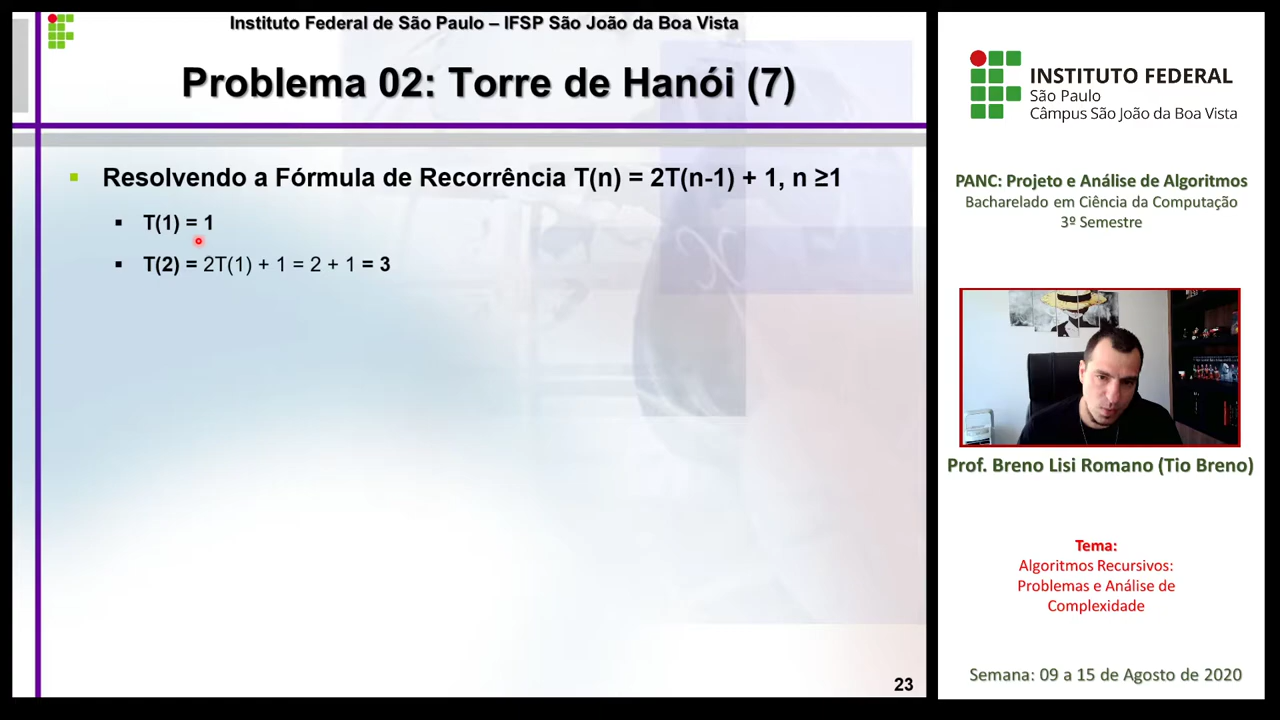 Instituto Federal de São Paulo – IFSP São João da Boa Vista
Problema 02: Torre de Hanói (7)
Resolvendo a Fórmula de Recorrência T(n) = 2T(n-1) + 1, n ≥1
T(1) = 1
T(2) = 2T(1) + 1 = 2 + 1 = 3
23
INSTITUTO FEDERAL
São Paulo
Câmpus São João da Boa Vista
PANC: Projeto e Análise de Algoritmos
Bacharelado em Ciência da Computação
3º Semestre
Prof. Breno Lisi Romano (Tio Breno)
Tema:
Algoritmos Recursivos:
Problemas e Análise de
Complexidade
Semana: 09 a 15 de Agosto de 2020